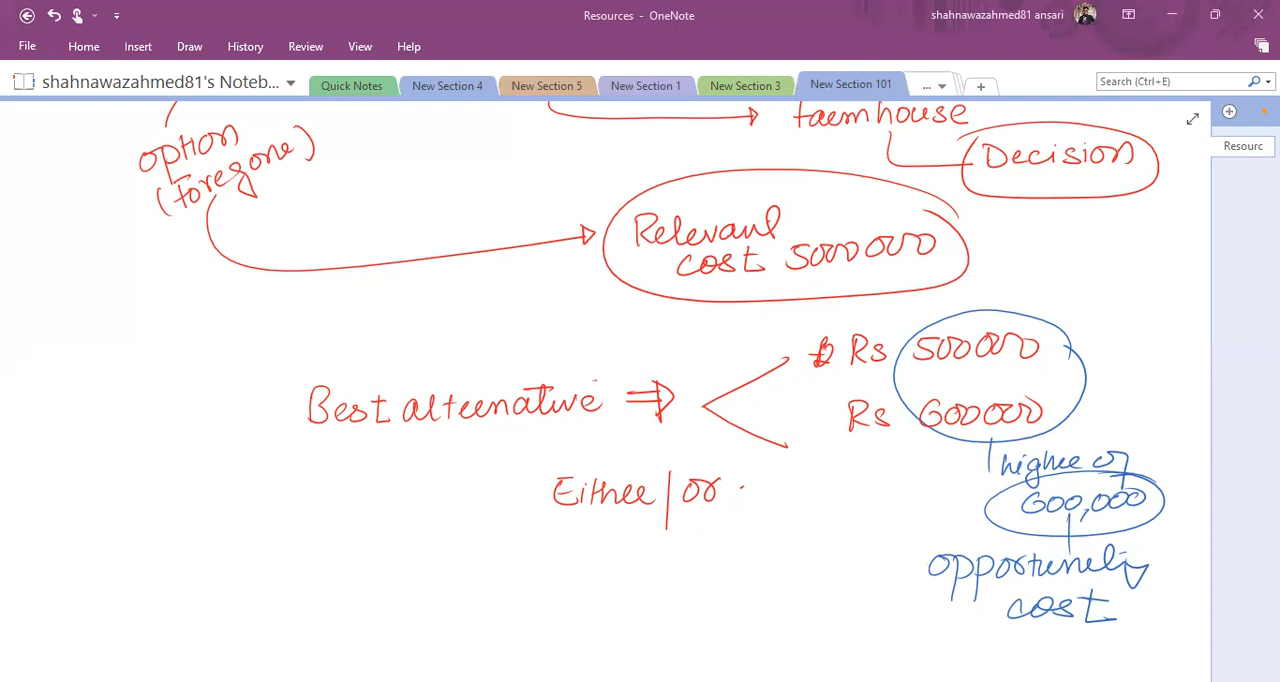 Resources - OneNote
shahnawazahmed81 ansari
File Home Insert Draw History Review View Help
shahnawazahmed81's Noteb...
Quick Notes
New Section 4
New Section 5
New Section 1
New Section 3
New Section 101
...
Search (Ctrl+E)
Resourc
farmhouse
option
(foregone)
Decision
Relevant
cost 5000000
Rs 500000
Best alternative ⇒
Rs 600000
higher of
Either/or
600,000
opportunity
cost